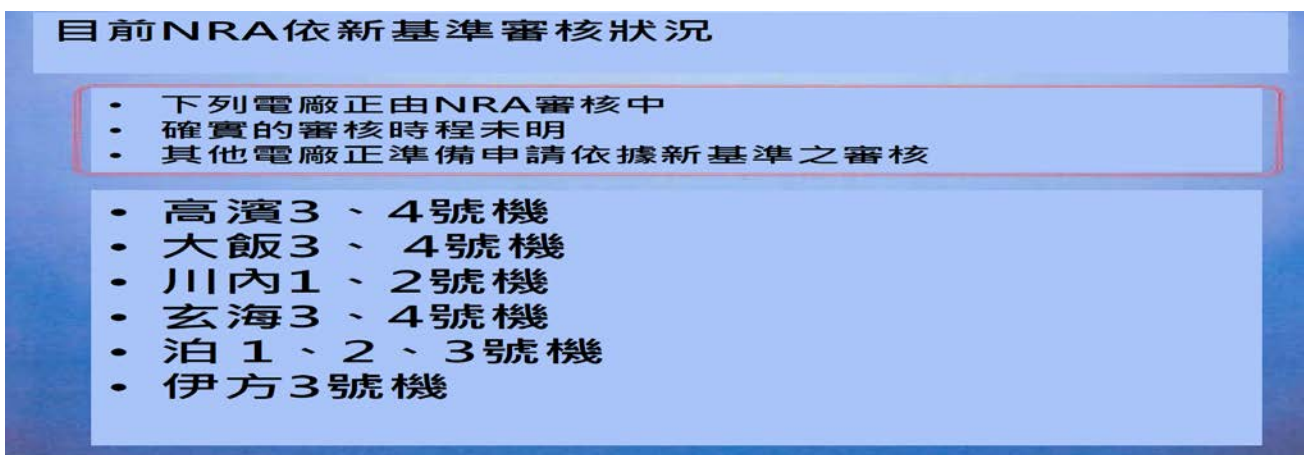 目前NRA依新基準審核狀況
• 下列電廠正由NRA審核中
• 確實的審核時程未明
• 其他電廠正準備申請依據新基準之審核
• 高濱3、4號機
• 大飯3、 4號機
• 川內1、2號機
• 玄海3、4號機
• 泊 1、2、3號機
• 伊方3號機